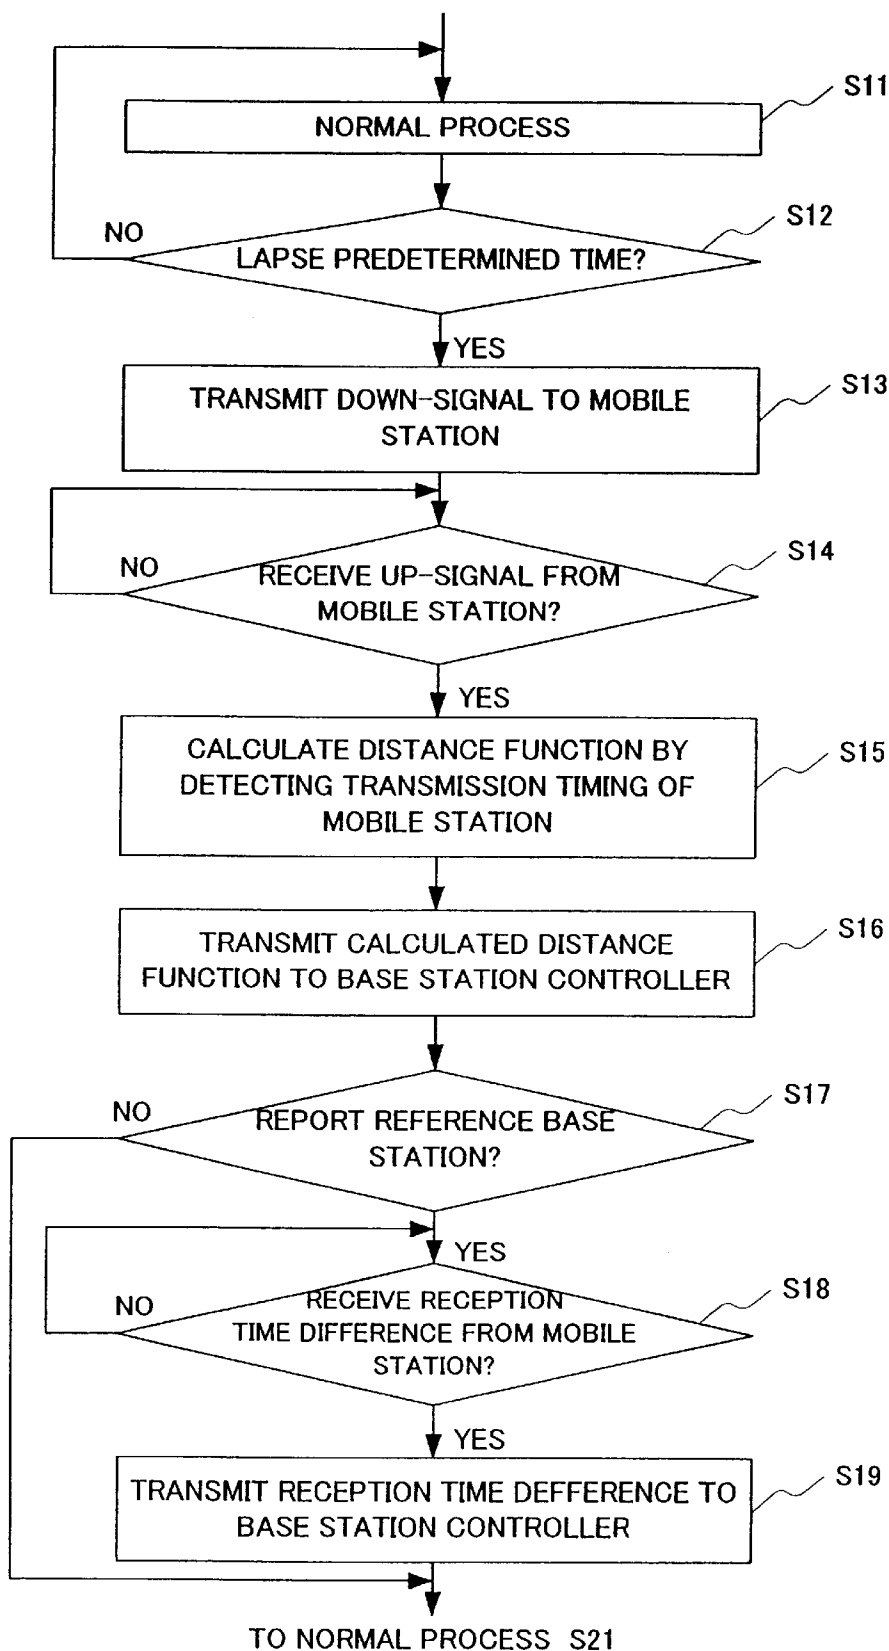 S11
NORMAL PROCESS
S12
NO
LAPSE PREDETERMINED TIME?
YES
S13
TRANSMIT DOWN-SIGNAL TO MOBILE
STATION
S14
NO
RECEIVE UP-SIGNAL FROM
MOBILE STATION?
YES
S15
CALCULATE DISTANCE FUNCTION BY
DETECTING TRANSMISSION TIMING OF
MOBILE STATION
S16
TRANSMIT CALCULATED DISTANCE
FUNCTION TO BASE STATION CONTROLLER
S17
NO
REPORT REFERENCE BASE
STATION?
YES
S18
NO
RECEIVE RECEPTION
TIME DIFFERENCE FROM MOBILE
STATION?
YES
S19
TRANSMIT RECEPTION TIME DEFFERENCE TO
BASE STATION CONTROLLER
TO NORMAL PROCESS S21